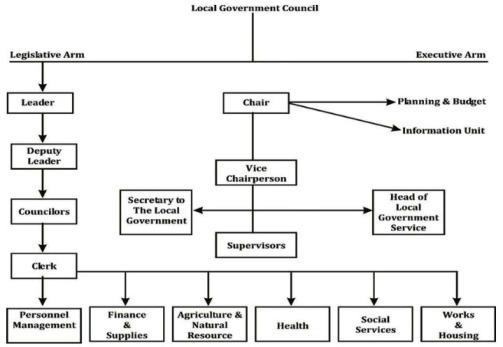 Local Government Council
Legislative Arm
Executive Arm
Leader
Chair
Planning & Budget
Information Unit
Deputy
Leader
Vice
Chairperson
Secretary to
The Local
Government
Head of
Local
Government
Service
Councilors
Supervisors
Clerk
Personnel
Management
Finance
&
Supplies
Agriculture &
Natural
Resource
Health
Social
Services
Works
&
Housing